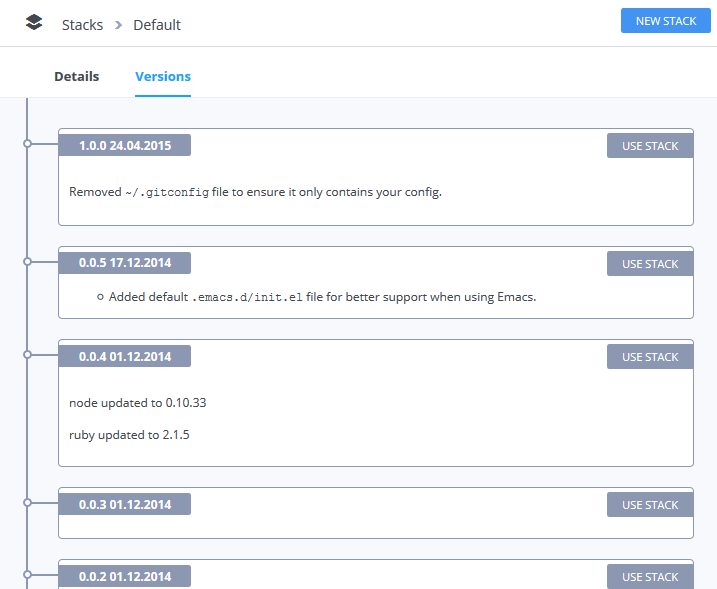 Stacks > Default
NEW STACK
Details Versions
1.0.0 24.04.2015
USE STACK
Removed ~/.gitconfig file to ensure it only contains your config.
0.0.5 17.12.2014
USE STACK
Added default .emacs.d/init.el file for better support when using Emacs.
0.0.4 01.12.2014
USE STACK
node updated to 0.10.33
ruby updated to 2.1.5
0.0.3 01.12.2014
USE STACK
0.0.2 01.12.2014
USE STACK